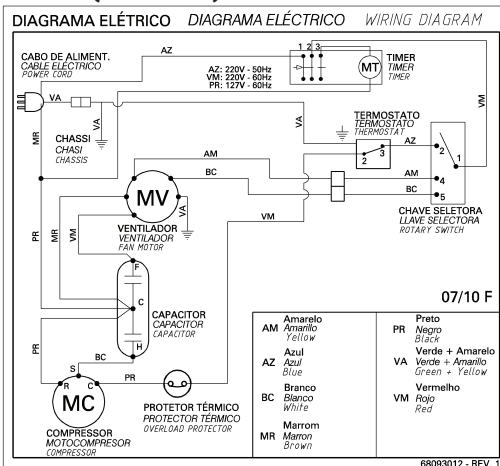 DIAGRAMA ELÉTRICO DIAGRAMA ELÉCTRICO WIRING DIAGRAM
CABO DE ALIMENT.
CABLE ELÉCTRICO
POWER CORD
AZ
1 2 3
AZ: 220V - 50Hz
VM: 220V - 60Hz
PR: 127V - 60Hz
MT
TIMER
TIMER
TIMER
VA
MR
VA
CHASSI
CHASI
CHASSIS
VA
VM
TERMOSTATO
TERMOSTATO
THERMOSTAT
2
3
AZ
2
1
AM
AM
4
BC
BC
5
MV
VA
VM
VENTILADOR
VENTILADOR
FAN MOTOR
CHAVE SELETORA
LLAVE SELECTORA
ROTARY SWITCH
PR
MR
VM
F
C
H
CAPACITOR
CAPACITOR
CAPACITOR
PR
S
BC
R
C
PR
MC
COMPRESSOR
MOTOCOMPRESOR
COMPRESSOR
PROTETOR TÉRMICO
PROTECTOR TÉRMICO
OVERLOAD PROTECTOR
07/10 F
AM Amarelo
Amarillo
Yellow
AZ Azul
Azul
Blue
BC Branco
Blanco
White
MR Marrom
Marron
Brown
PR Preto
Negro
Black
VA Verde + Amarelo
Verde + Amarillo
Green + Yellow
VM Vermelho
Rojo
Red
68093012 - REV. 1